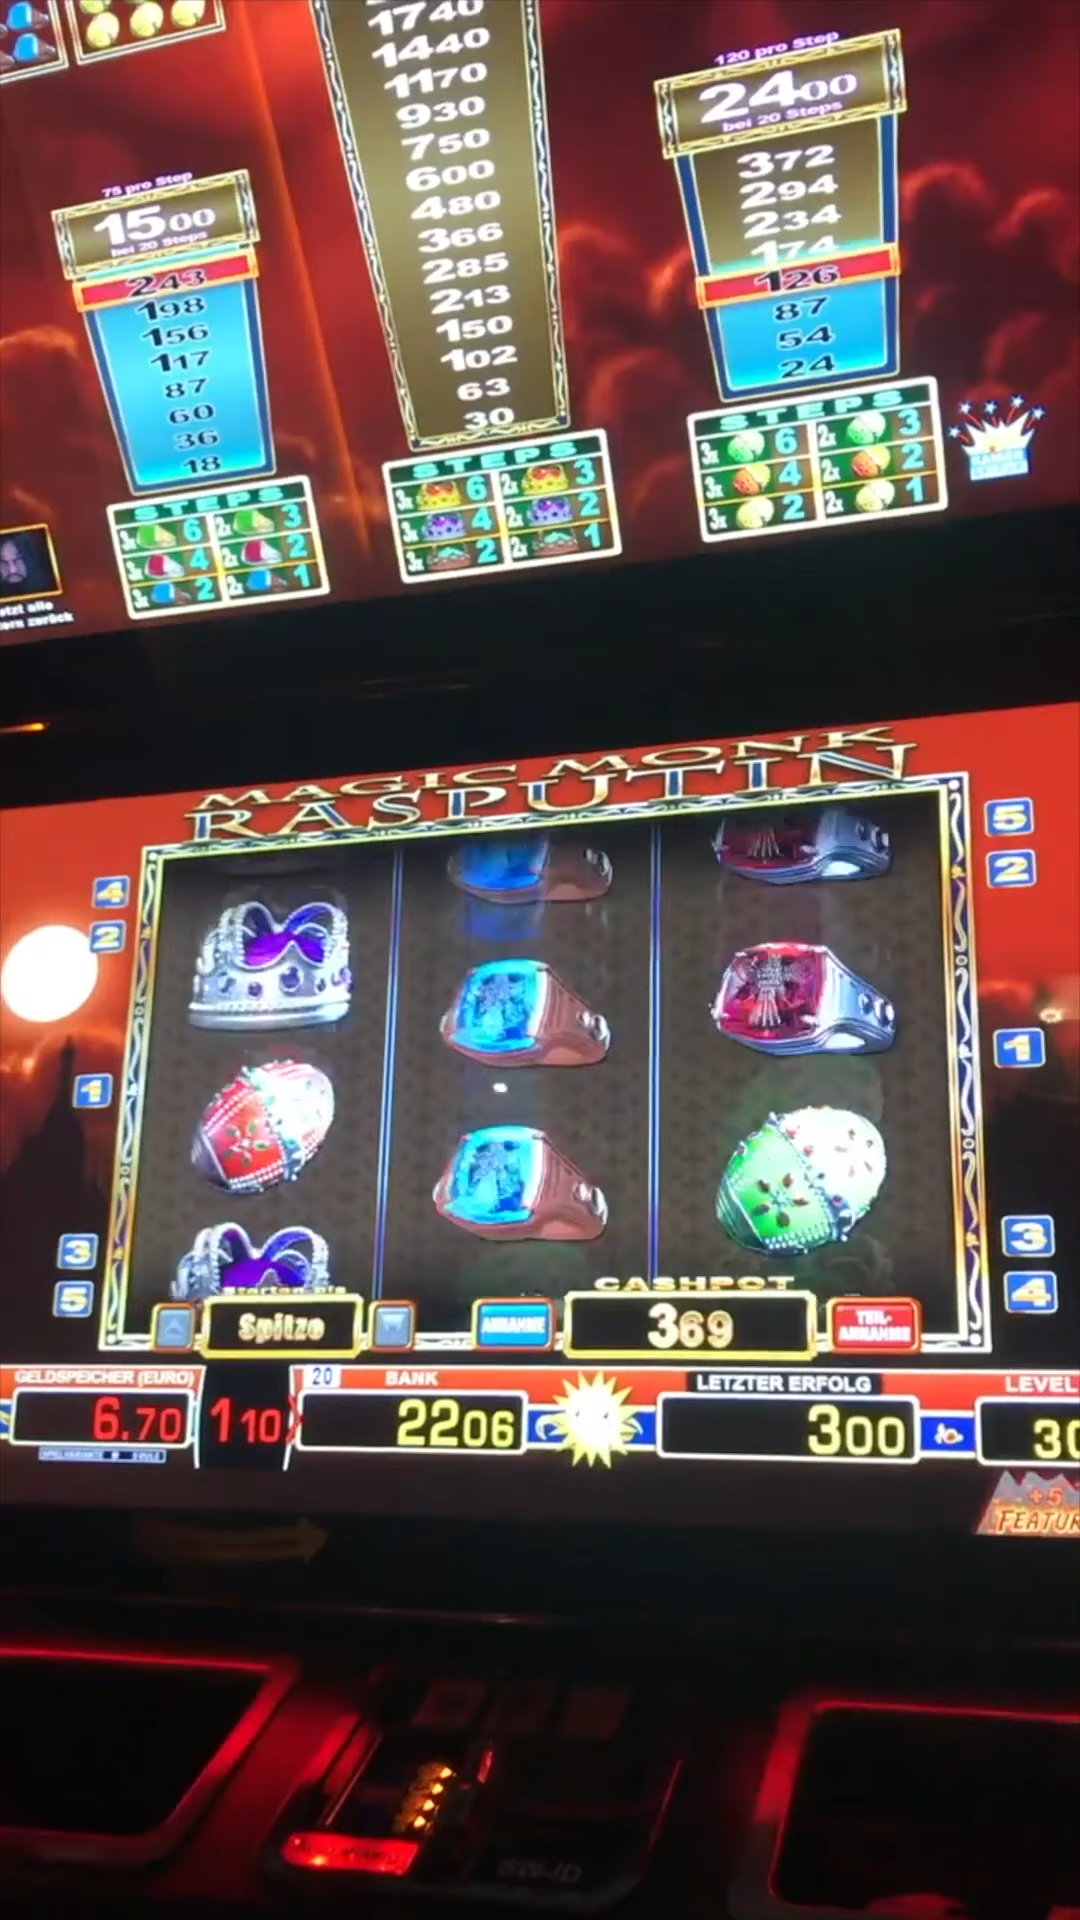 1740
1440
1170
930
750
600
480
366
285
213
150
102
63
30
120 pro Step
2400
bei 20 Steps
372
294
234
174
126
87
54
24
75 pro Step
1500
bei 20 Steps
243
198
156
117
87
60
36
18
STEPS
3x 6 2x 3
3x 4 2x 2
3x 2 2x 1
STEPS
3x 6 2x 3
3x 4 2x 2
3x 2 2x 1
STEPS
3x 6 2x 3
3x 4 2x 2
3x 2 2x 1
zurück
MAGIC MONK
RASPUTIN
4
2
1
3
5
5
2
1
3
4
CASHPOT
Spitze
ANNAHME
369
TEIL-
ANNAHME
GELDSPEICHER (EURO)
20
BANK
LETZTER ERFOLG
LEVEL
6.70
110
2206
300
30
+5
FEATUR